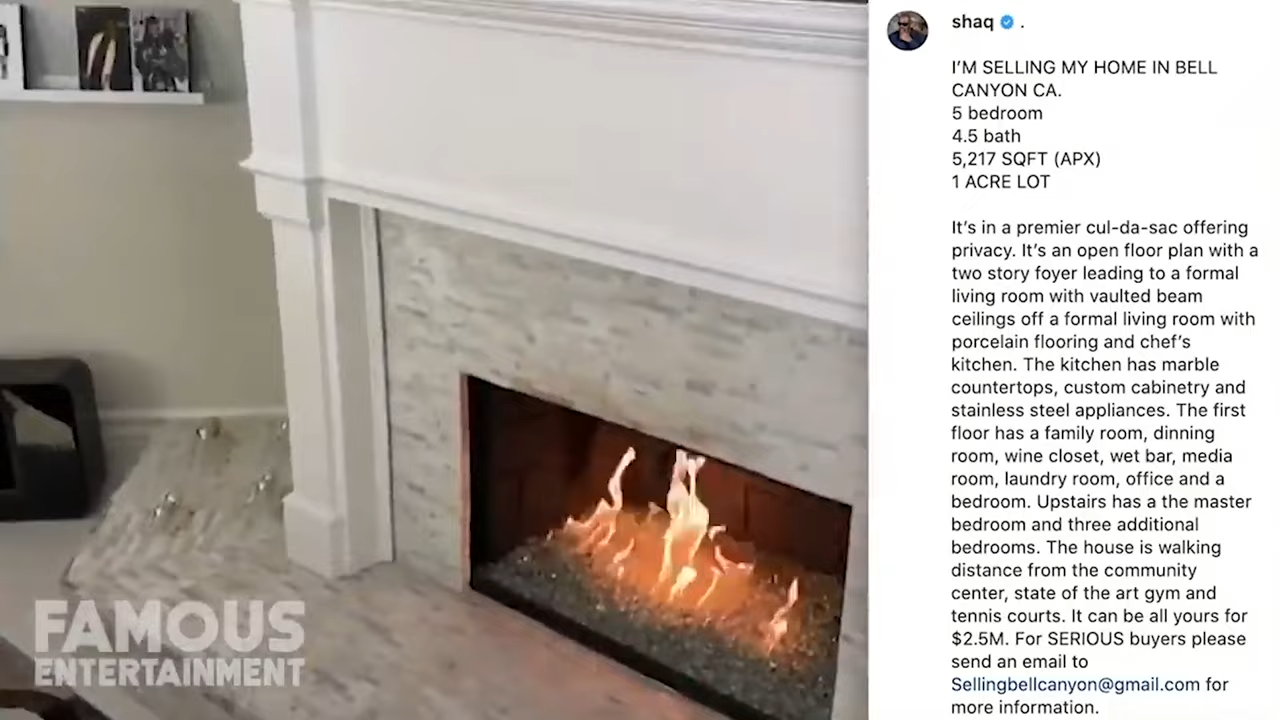 shaq .
I'M SELLING MY HOME IN BELL
CANYON CA.
5 bedroom
4.5 bath
5,217 SQFT (APX)
1 ACRE LOT
It's in a premier cul-da-sac offering
privacy. It's an open floor plan with a
two story foyer leading to a formal
living room with vaulted beam
ceilings off a formal living room with
porcelain flooring and chef's
kitchen. The kitchen has marble
countertops, custom cabinetry and
stainless steel appliances. The first
floor has a family room, dinning
room, wine closet, wet bar, media
room, laundry room, office and a
bedroom. Upstairs has a the master
bedroom and three additional
bedrooms. The house is walking
distance from the community
center, state of the art gym and
tennis courts. It can be all yours for
$2.5M. For SERIOUS buyers please
send an email to
Sellingbellcanyon@gmail.com for
more information.
FAMOUS
ENTERTAINMENT